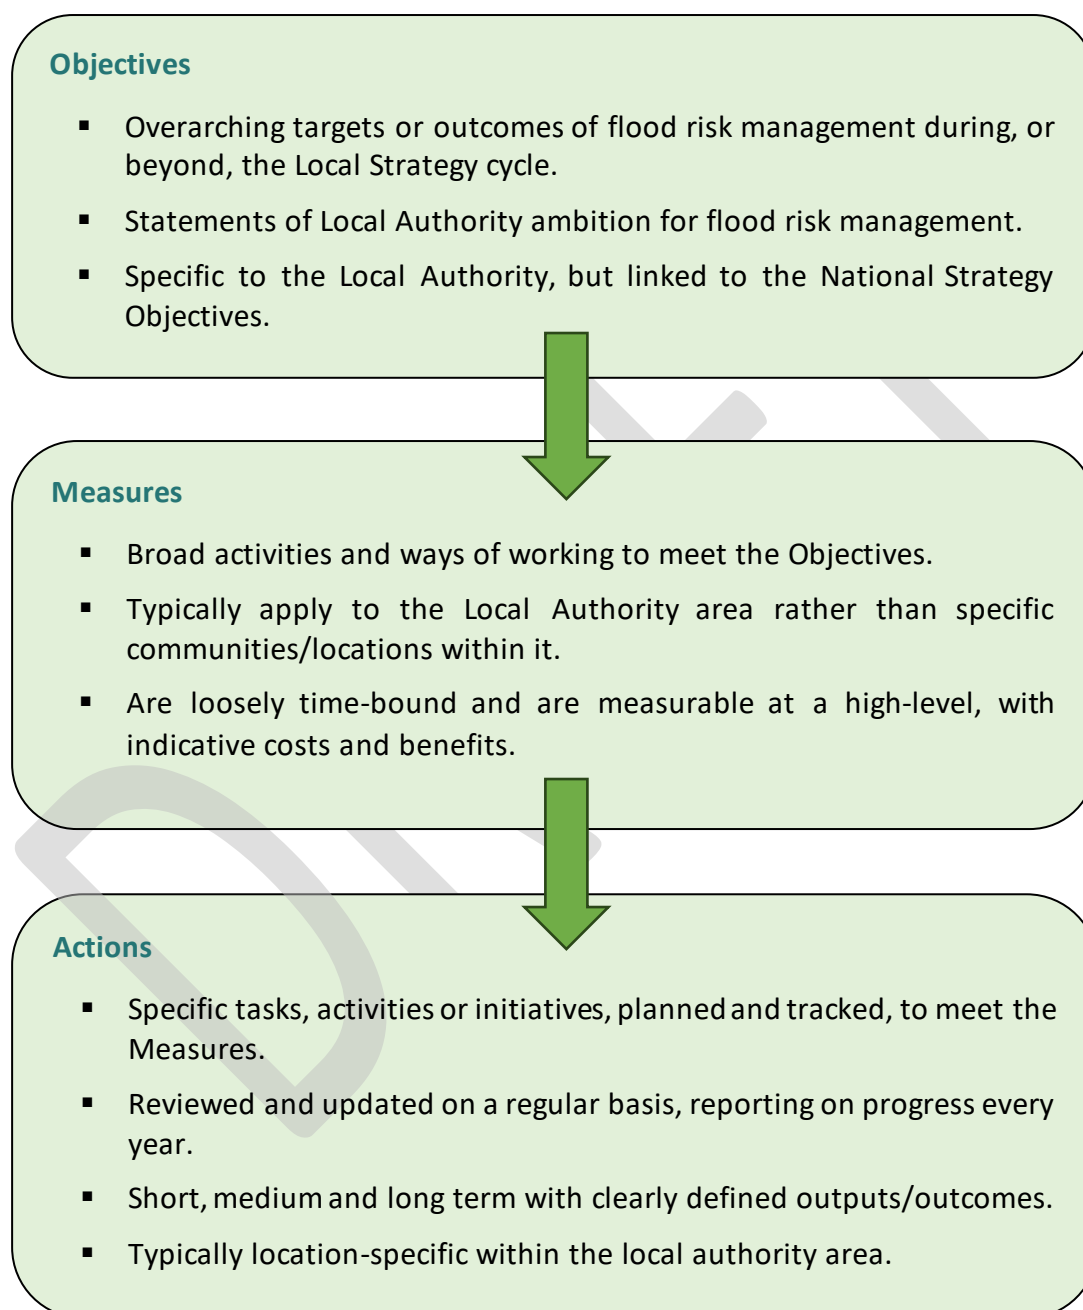 Objectives
▪ Overarching targets or outcomes of flood risk management during, or
beyond, the Local Strategy cycle.
▪ Statements of Local Authority ambition for flood risk management.
▪ Specific to the Local Authority, but linked to the National Strategy
Objectives.
Measures
▪ Broad activities and ways of working to meet the Objectives.
▪ Typically apply to the Local Authority area rather than specific
communities/locations within it.
▪ Are loosely time-bound and are measurable at a high-level, with
indicative costs and benefits.
Actions
▪ Specific tasks, activities or initiatives, planned and tracked, to meet the
Measures.
▪ Reviewed and updated on a regular basis, reporting on progress every
year.
▪ Short, medium and long term with clearly defined outputs/outcomes.
▪ Typically location-specific within the local authority area.